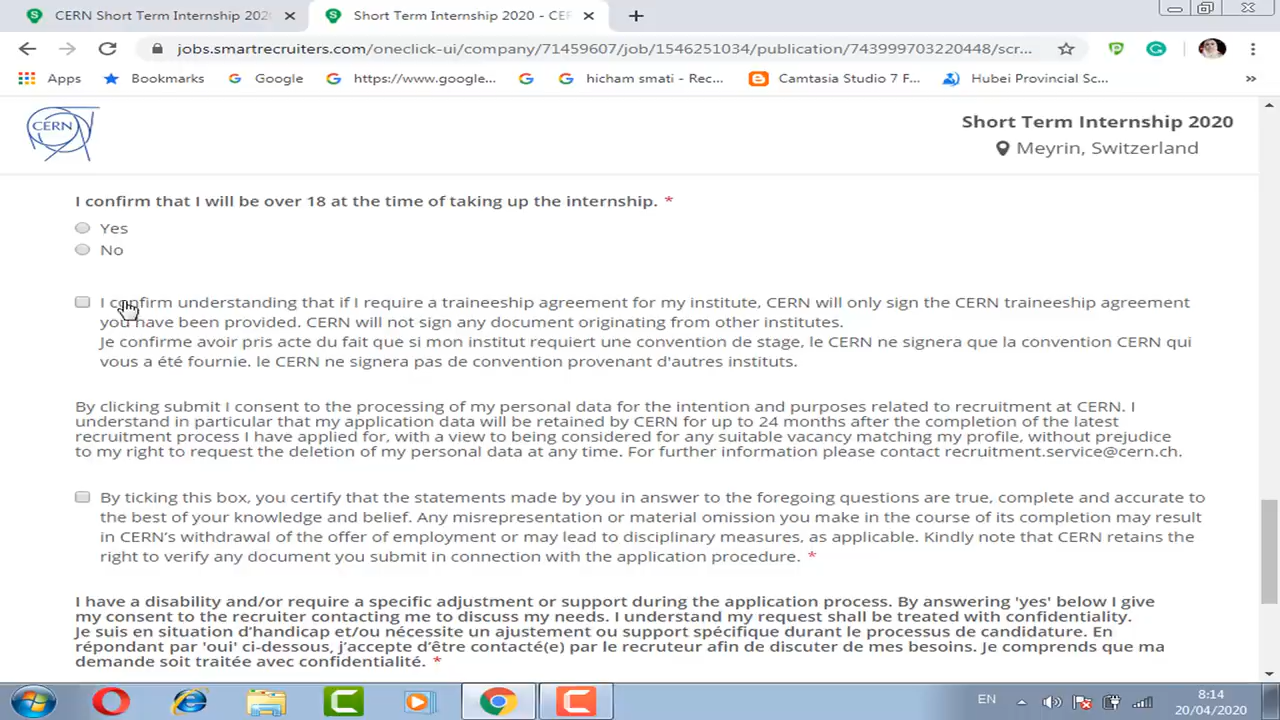 CERN Short Term Internship 202
Short Term Internship 2020 - CE
jobs.smartrecruiters.com/oneclick-ui/company/71459607/job/1546251034/publication/743999703220448/scr...
Apps
Bookmarks
Google
https://www.google...
hicham smati - Rec...
Camtasia Studio 7 F...
Hubei Provincial Sc...
»
CERN
Short Term Internship 2020
Meyrin, Switzerland
I confirm that I will be over 18 at the time of taking up the internship. *
Yes
No
I confirm understanding that if I require a traineeship agreement for my institute, CERN will only sign the CERN traineeship agreement
you have been provided. CERN will not sign any document originating from other institutes.
Je confirme avoir pris acte du fait que si mon institut requiert une convention de stage, le CERN ne signera que la convention CERN qui
vous a été fournie. le CERN ne signera pas de convention provenant d'autres instituts.
By clicking submit I consent to the processing of my personal data for the intention and purposes related to recruitment at CERN. I
understand in particular that my application data will be retained by CERN for up to 24 months after the completion of the latest
recruitment process I have applied for, with a view to being considered for any suitable vacancy matching my profile, without prejudice
to my right to request the deletion of my personal data at any time. For further information please contact recruitment.service@cern.ch.
By ticking this box, you certify that the statements made by you in answer to the foregoing questions are true, complete and accurate to
the best of your knowledge and belief. Any misrepresentation or material omission you make in the course of its completion may result
in CERN's withdrawal of the offer of employment or may lead to disciplinary measures, as applicable. Kindly note that CERN retains the
right to verify any document you submit in connection with the application procedure. *
I have a disability and/or require a specific adjustment or support during the application process. By answering 'yes' below I give
my consent to the recruiter contacting me to discuss my needs. I understand my request shall be treated with confidentiality.
Je suis en situation d’handicap et/ou nécessite un ajustement ou support spécifique durant le processus de candidature. En
répondant par 'oui' ci-dessous, j’accepte d’être contacté(e) par le recruteur afin de discuter de mes besoins. Je comprends que ma
demande soit traitée avec confidentialité. *
EN
8:14
20/04/2020